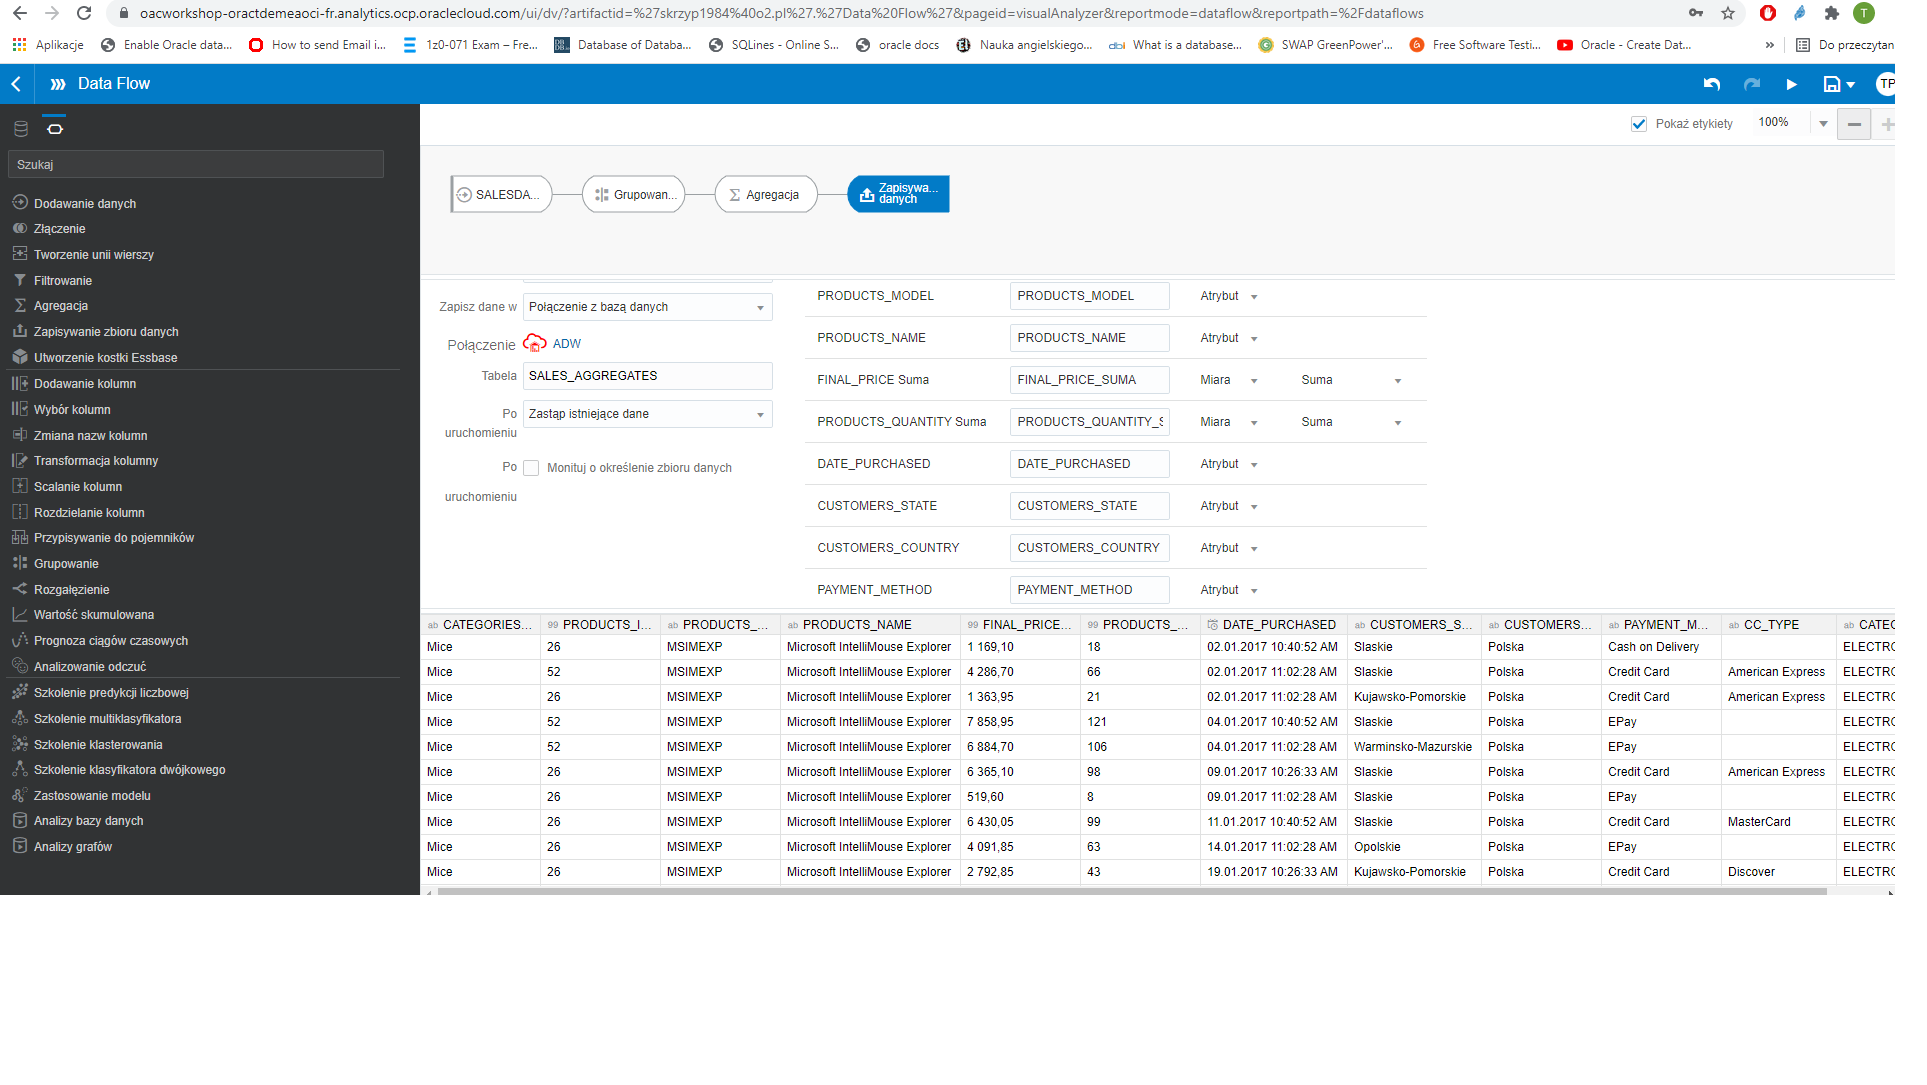 oacworkshop-oractdemeaoci-fr.analytics.ocp.oraclecloud.com/ui/dv/?artifactid=%27skrzyp1984%40o2.pl%27.%27Data%20Flow%27&pageid=visualAnalyzer&reportmode=dataflow&reportpath=%2Fdataflows
T
Aplikacje Enable Oracle data... How to send Email i... 1z0-071 Exam – Fre... Database of Databa... SQLines - Online S... oracle docs Nauka angielskiego... What is a database... SWAP GreenPower'... Free Software Testi... Oracle - Create Dat... » Do przeczytan
Data Flow
TP
Pokaż etykiety 100%
Szukaj
Dodawanie danych
Złączenie
Tworzenie unii wierszy
Filtrowanie
Agregacja
Zapisywanie zbioru danych
Utworzenie kostki Essbase
Dodawanie kolumn
Wybór kolumn
Zmiana nazw kolumn
Transformacja kolumny
Scalanie kolumn
Rozdzielanie kolumn
Przypisywanie do pojemników
Grupowanie
Rozgałęzienie
Wartość skumulowana
Prognoza ciągów czasowych
Analizowanie odczuć
Szkolenie predykcji liczbowej
Szkolenie multiklasyfikatora
Szkolenie klasterowania
Szkolenie klasyfikatora dwójkowego
Zastosowanie modelu
Analizy bazy danych
Analizy grafów
SALESDA... Grupowan... Agregacja Zapisywa...
danych
Zapisz dane w Połączenie z bazą danych
Połączenie ADW
Tabela SALES_AGGREGATES
Po Zastąp istniejące dane
uruchomieniu
Po Monituj o określenie zbioru danych
uruchomieniu
PRODUCTS_MODEL PRODUCTS_MODEL Atrybut
PRODUCTS_NAME PRODUCTS_NAME Atrybut
FINAL_PRICE Suma FINAL_PRICE_SUMA Miara Suma
PRODUCTS_QUANTITY Suma PRODUCTS_QUANTITY_S Miara Suma
DATE_PURCHASED DATE_PURCHASED Atrybut
CUSTOMERS_STATE CUSTOMERS_STATE Atrybut
CUSTOMERS_COUNTRY CUSTOMERS_COUNTRY Atrybut
PAYMENT_METHOD PAYMENT_METHOD Atrybut
ab CATEGORIES... 99 PRODUCTS_I... ab PRODUCTS_... ab PRODUCTS_NAME 99 FINAL_PRICE... 99 PRODUCTS_... DATE_PURCHASED ab CUSTOMERS_S... ab CUSTOMERS... ab PAYMENT_M... ab CC_TYPE ab CATEG
Mice 26 MSIMEXP Microsoft IntelliMouse Explorer 1 169,10 18 02.01.2017 10:40:52 AM Slaskie Polska Cash on Delivery ELECTRO
Mice 52 MSIMEXP Microsoft IntelliMouse Explorer 4 286,70 66 02.01.2017 11:02:28 AM Slaskie Polska Credit Card American Express ELECTRO
Mice 26 MSIMEXP Microsoft IntelliMouse Explorer 1 363,95 21 02.01.2017 11:02:28 AM Kujawsko-Pomorskie Polska Credit Card American Express ELECTRO
Mice 52 MSIMEXP Microsoft IntelliMouse Explorer 7 858,95 121 04.01.2017 10:40:52 AM Slaskie Polska EPay ELECTRO
Mice 52 MSIMEXP Microsoft IntelliMouse Explorer 6 884,70 106 04.01.2017 11:02:28 AM Warminsko-Mazurskie Polska EPay ELECTRO
Mice 26 MSIMEXP Microsoft IntelliMouse Explorer 6 365,10 98 09.01.2017 10:26:33 AM Slaskie Polska Credit Card American Express ELECTRO
Mice 26 MSIMEXP Microsoft IntelliMouse Explorer 519,60 8 09.01.2017 11:02:28 AM Slaskie Polska EPay ELECTRO
Mice 26 MSIMEXP Microsoft IntelliMouse Explorer 6 430,05 99 11.01.2017 10:40:52 AM Slaskie Polska Credit Card MasterCard ELECTRO
Mice 26 MSIMEXP Microsoft IntelliMouse Explorer 4 091,85 63 14.01.2017 11:02:28 AM Opolskie Polska EPay ELECTRO
Mice 26 MSIMEXP Microsoft IntelliMouse Explorer 2 792,85 43 19.01.2017 10:26:33 AM Kujawsko-Pomorskie Polska Credit Card Discover ELECTRO